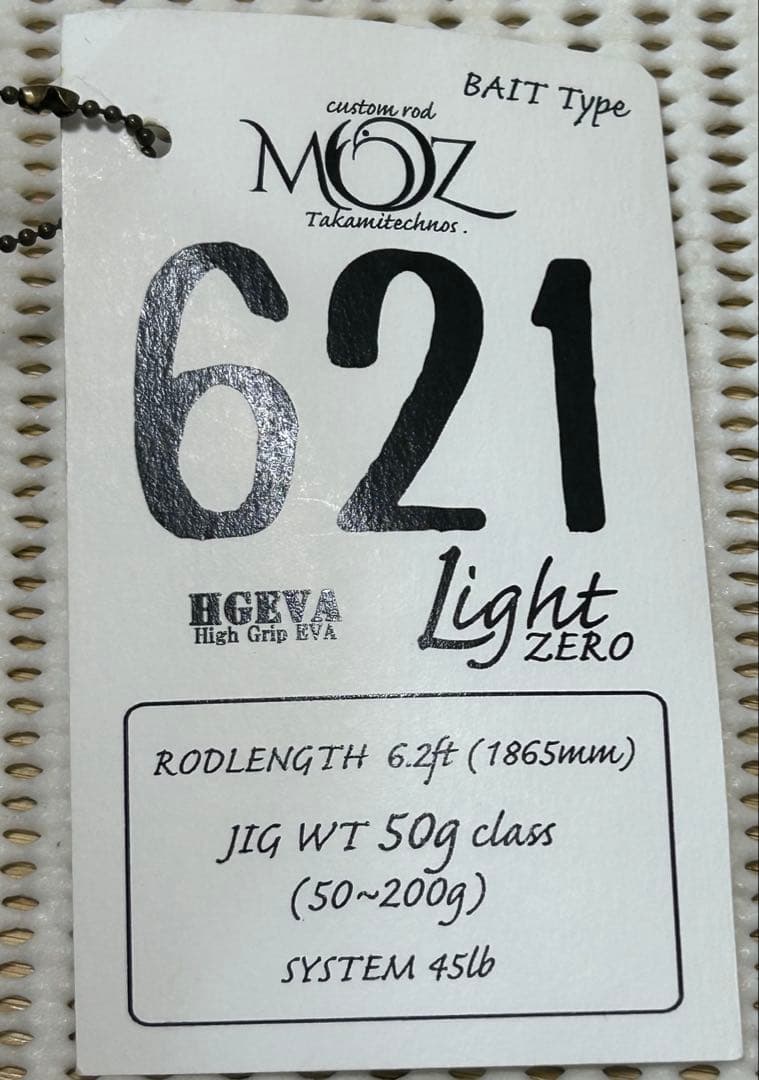 BAIT Type
custom rod
MOZ
Takamitechnos.
621
HGEVA
High Grip EVA
Light
ZERO
RODLENGTH 6.2ft (1865mm)
JIG WT 50g class
(50~200g)
SYSTEM 45lb